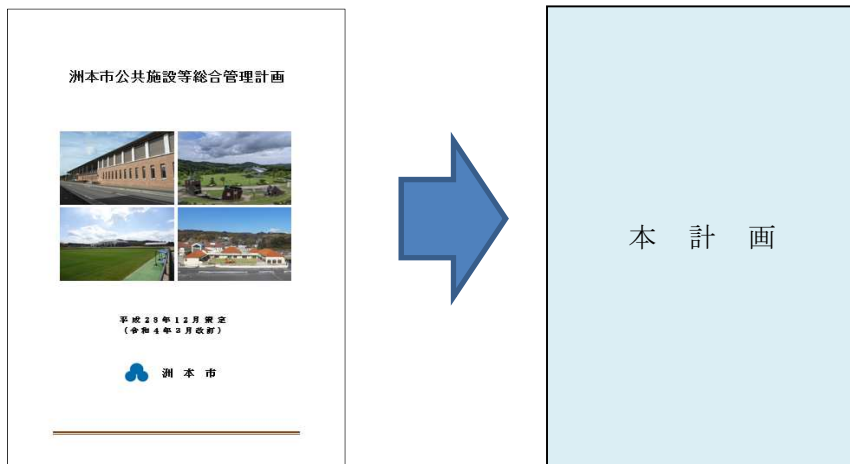 洲本市公共施設等総合管理計画
平成28年12月策定
(令和4年3月改訂)
洲本市
本計画